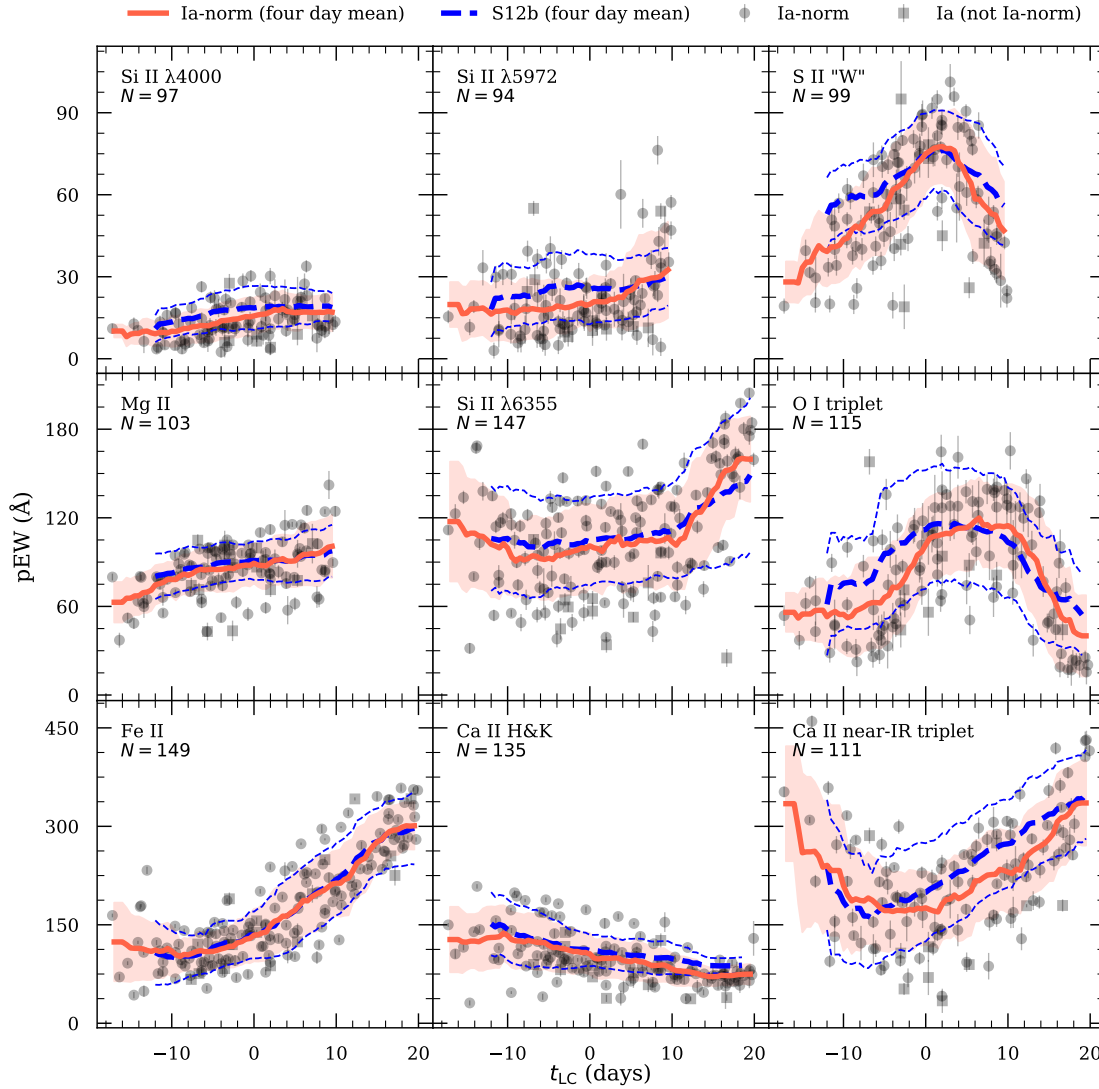 Ia-norm (four day mean) S12b (four day mean) Ia-norm Ia (not Ia-norm)
Si II λ4000
N = 97
Si II λ5972
N = 94
S II "W"
N = 99
90
60
30
0
Mg II
N = 103
Si II λ6355
N = 147
O I triplet
N = 115
180
120
60
0
pEW (Å)
Fe II
N = 149
Ca II H&K
N = 135
Ca II near-IR triplet
N = 111
450
300
150
0
−10 0 10 −10 0 10 −10 0 10 20
tLC (days)